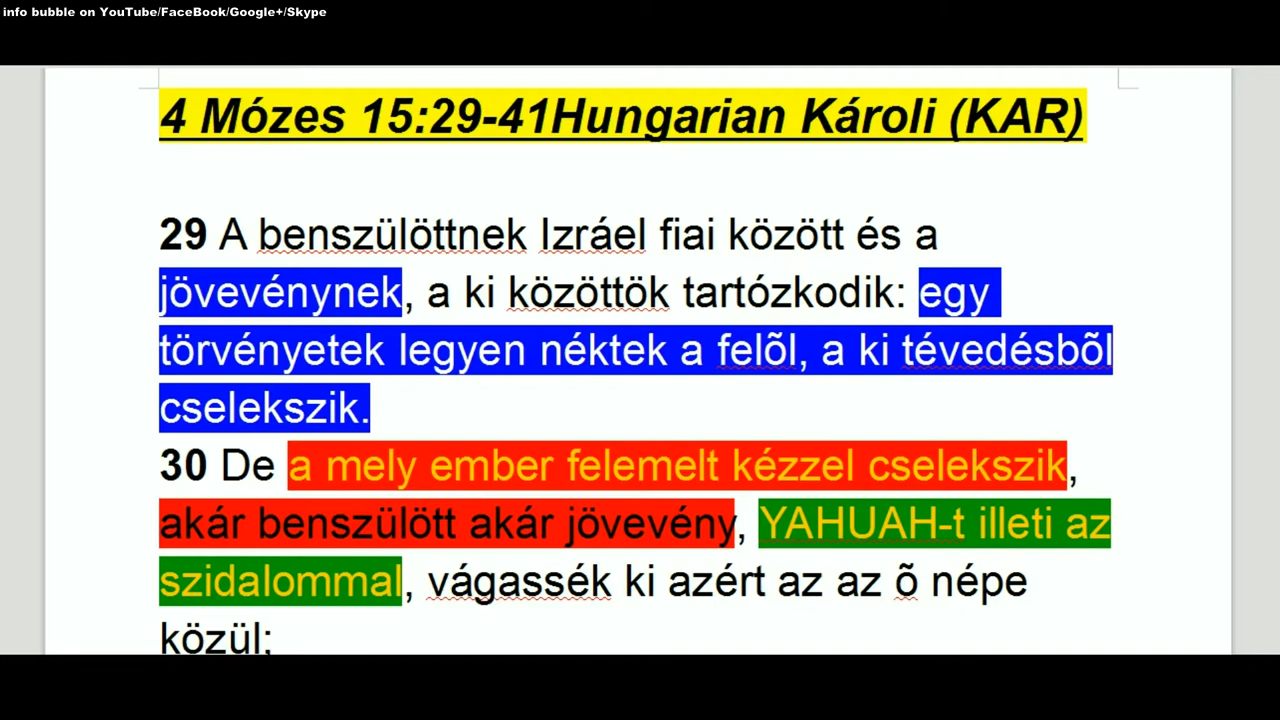 info bubble on YouTube/FaceBook/Google+/Skype
4 Mózes 15:29-41Hungarian Károli (KAR)
29 A benszülöttnek Izráel fiai között és a
jövevénynek, a ki közöttök tartózkodik: egy
törvényetek legyen néktek a felõl, a ki tévedésbõl
cselekszik.
30 De a mely ember felemelt kézzel cselekszik,
akár benszülött akár jövevény, YAHUAH-t illeti az
szidalommal, vágassék ki azért az az õ népe
közül;